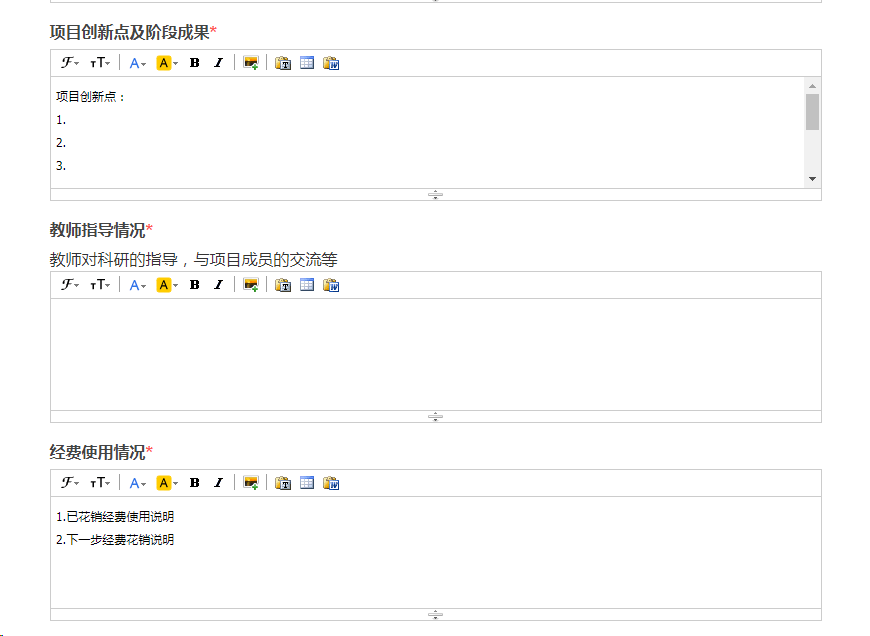 项目创新点及阶段成果*
项目创新点：
1.
2.
3.
教师指导情况*
教师对科研的指导，与项目成员的交流等
经费使用情况*
1.已花销经费使用说明
2.下一步经费花销说明